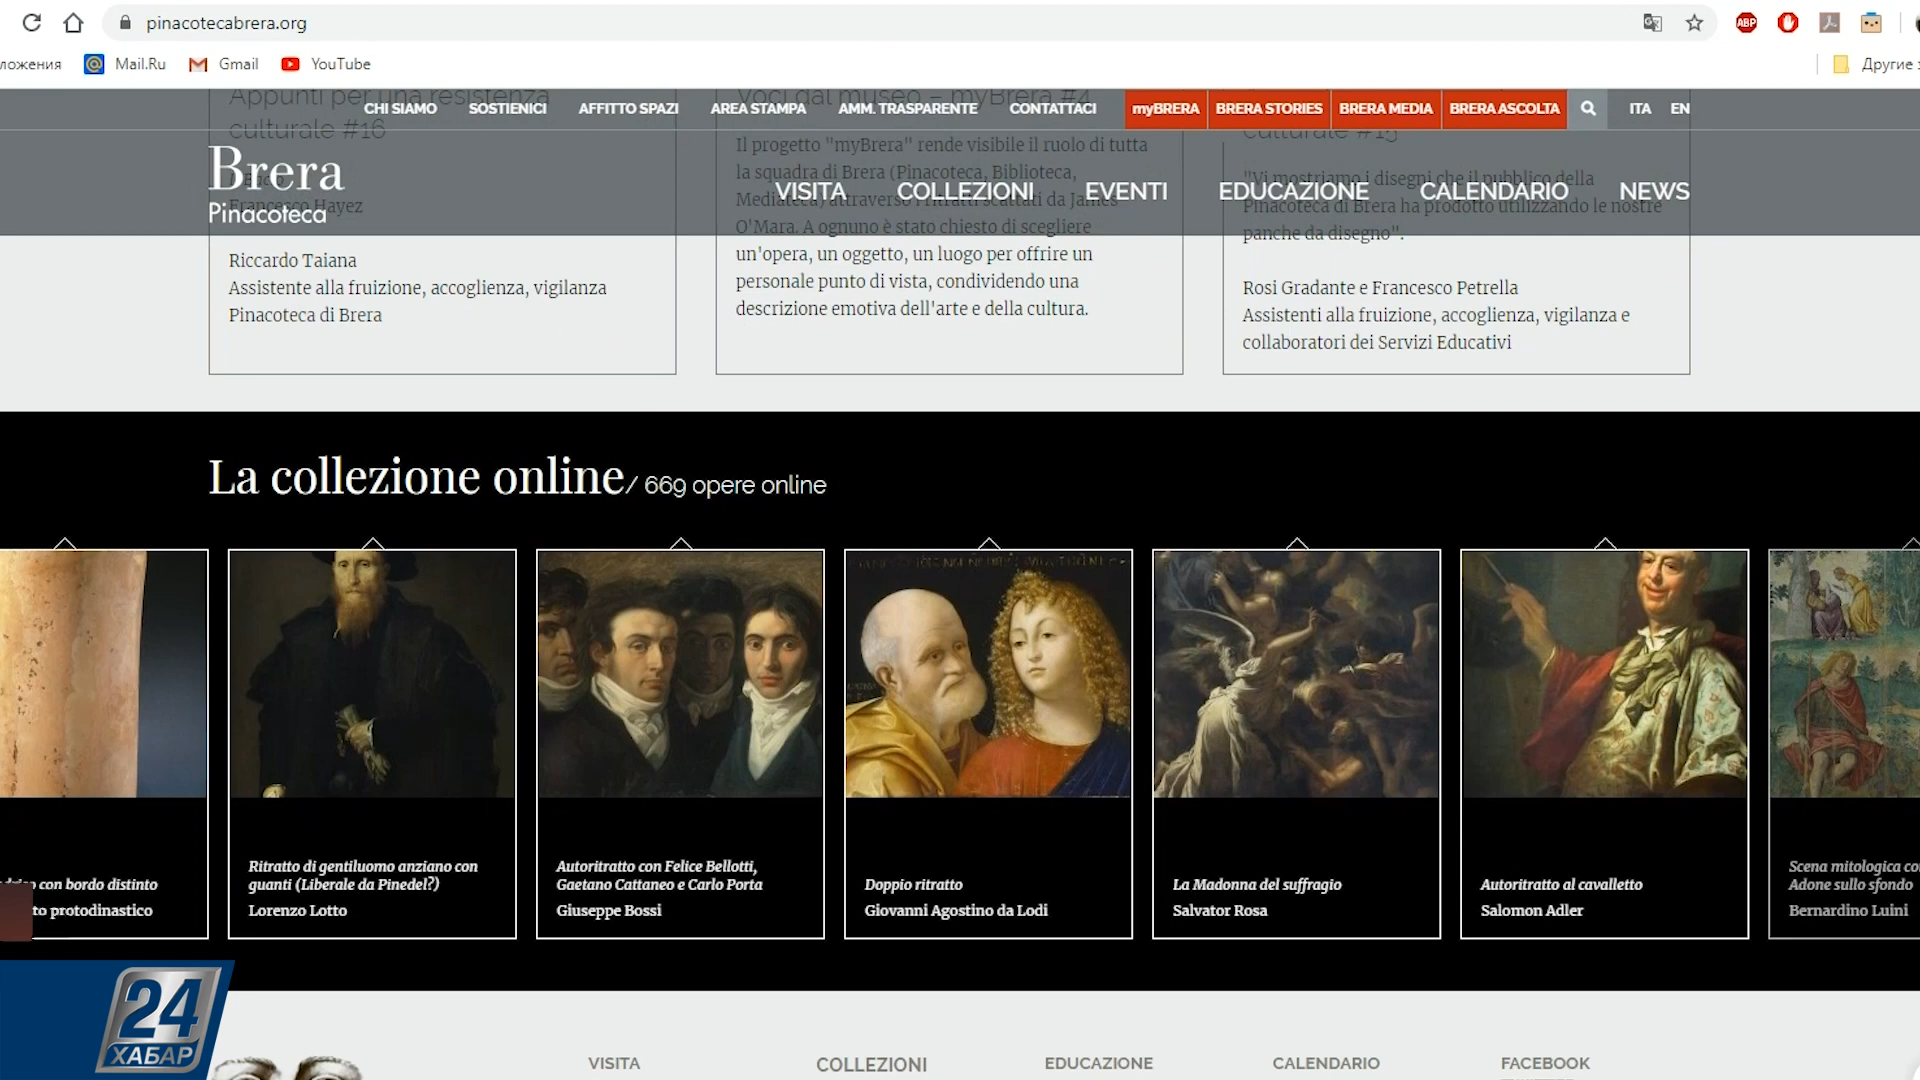 pinacotecabrera.org
ложения
Mail.Ru
Gmail
YouTube
Другие
CHI SIAMO
SOSTIENICI
AFFITTO SPAZI
AREA STAMPA
AMM. TRASPARENTE
CONTATTACI
myBRERA
BRERA STORIES
BRERA MEDIA
BRERA ASCOLTA
ITA
EN
Brera
Pinacoteca
VISITA
COLLEZIONI
EVENTI
EDUCAZIONE
CALENDARIO
NEWS
Appunti per una resistenza
culturale #16
Francesco Hayez
Riccardo Taiana
Assistente alla fruizione, accoglienza, vigilanza
Pinacoteca di Brera
Voci dal museo – myBrera #4
Il progetto "myBrera" rende visibile il ruolo di tutta
la squadra di Brera (Pinacoteca, Biblioteca,
Mediateca) attraverso i ritratti scattati da James
O'Mara. A ognuno è stato chiesto di scegliere
un'opera, un oggetto, un luogo per offrire un
personale punto di vista, condividendo una
descrizione emotiva dell'arte e della cultura.
culturale #15
"Vi mostriamo i disegni che il pubblico della
Pinacoteca di Brera ha prodotto utilizzando le nostre
panche da disegno".
Rosi Gradante e Francesco Petrella
Assistenti alla fruizione, accoglienza, vigilanza e
collaboratori dei Servizi Educativi
La collezione online/ 669 opere online
con bordo distinto
to protodinastico
Ritratto di gentiluomo anziano con
guanti (Liberale da Pinedel?)
Lorenzo Lotto
Autoritratto con Felice Bellotti,
Gaetano Cattaneo e Carlo Porta
Giuseppe Bossi
Doppio ritratto
Giovanni Agostino da Lodi
La Madonna del suffragio
Salvator Rosa
Autoritratto al cavalletto
Salomon Adler
Scena mitologica co
Adone sullo sfondo
Bernardino Luini
24
ХАБАР
VISITA
COLLEZIONI
EDUCAZIONE
CALENDARIO
FACEBOOK